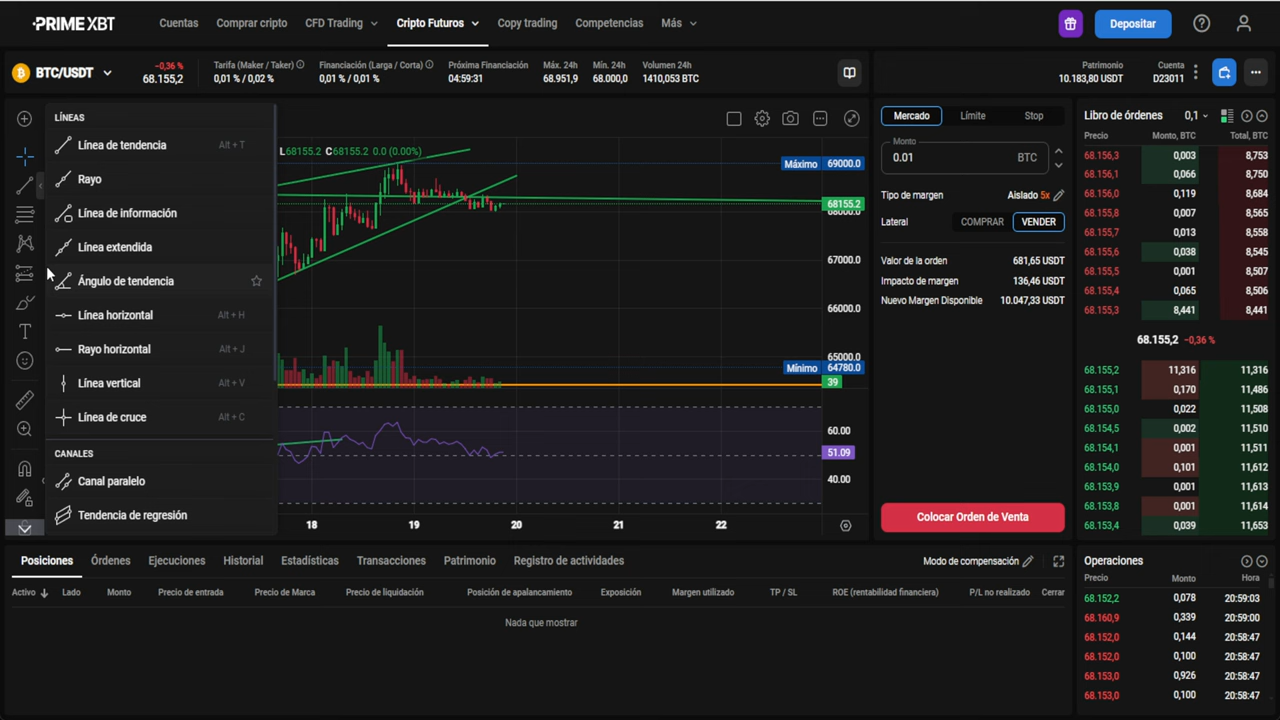 PRIME XBT
Cuentas
Comprar cripto
CFD Trading
Cripto Futuros
Copy trading
Competencias
Más
Depositar
BTC/USDT
-0,36 %
68.155,2
Tarifa (Maker / Taker)
0,01 % / 0,02 %
Financiación (Larga / Corta)
0,01 % / 0,01 %
Próxima Financiación
04:59:31
Máx. 24h
68.951,9
Mín. 24h
68.000,0
Volumen 24h
1410,053 BTC
Patrimonio
10.183,80 USDT
Cuenta
D23011
LÍNEAS
Línea de tendencia Alt + T
Rayo
Línea de información
Línea extendida
Ángulo de tendencia
Línea horizontal Alt + H
Rayo horizontal Alt + J
Línea vertical Alt + V
Línea de cruce Alt + C
CANALES
Canal paralelo
Tendencia de regresión
L68155.2 C68155.2 0.0 (0.00%)
Máximo 69000.0
68155.2
68000.0
67000.0
66000.0
65000.0
Mínimo 64780.0
39
60.00
51.09
40.00
18 19 20 21 22
Mercado
Límite
Stop
Monto
0.01 BTC
Tipo de margen Aislado 5x
Lateral COMPRAR VENDER
Valor de la orden 681,65 USDT
Impacto de margen 136,46 USDT
Nuevo Margen Disponible 10.047,33 USDT
Colocar Orden de Venta
Libro de órdenes 0,1
Precio Monto, BTC Total, BTC
68.156,3 0,003 8,753
68.156,1 0,066 8,750
68.156,0 0,119 8,684
68.155,8 0,007 8,565
68.155,7 0,013 8,558
68.155,6 0,038 8,545
68.155,5 0,001 8,507
68.155,4 0,065 8,506
68.155,3 8,441 8,441
68.155,2 -0,36 %
68.155,2 11,316 11,316
68.155,1 0,170 11,486
68.155,0 0,022 11,508
68.154,5 0,002 11,510
68.154,1 0,001 11,511
68.154,0 0,101 11,612
68.153,9 0,001 11,613
68.153,8 0,001 11,614
68.153,4 0,039 11,653
Posiciones
Órdenes
Ejecuciones
Historial
Estadísticas
Transacciones
Patrimonio
Registro de actividades
Modo de compensación
Activo
Lado
Monto
Precio de entrada
Precio de Marca
Precio de liquidación
Posición de apalancamiento
Exposición
Margen utilizado
TP / SL
ROE (rentabilidad financiera)
P/L no realizado
Cerrar
Nada que mostrar
Operaciones
Precio Monto Hora
68.152,2 0,078 20:59:03
68.160,9 0,339 20:59:00
68.152,0 0,144 20:58:47
68.152,0 0,100 20:58:47
68.153,0 0,926 20:58:47
68.153,0 0,100 20:58:47